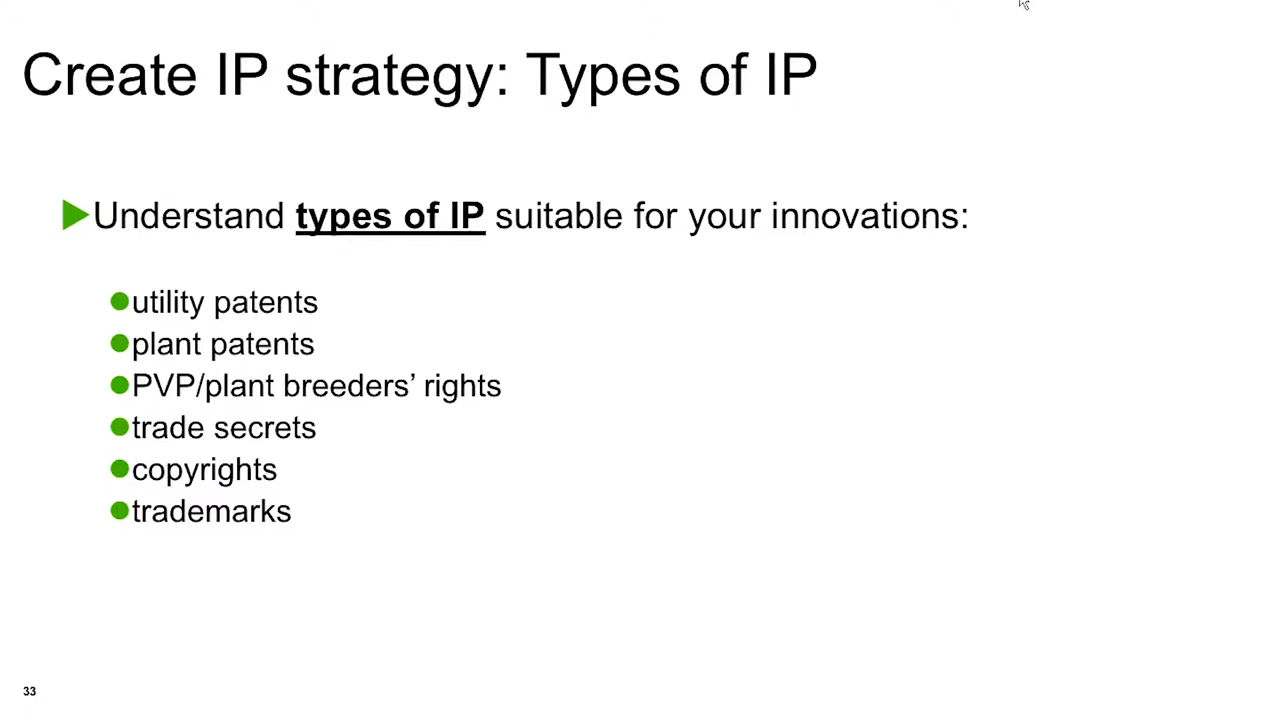 Create IP strategy: Types of IP
Understand types of IP suitable for your innovations:
utility patents
plant patents
PVP/plant breeders’ rights
trade secrets
copyrights
trademarks
33